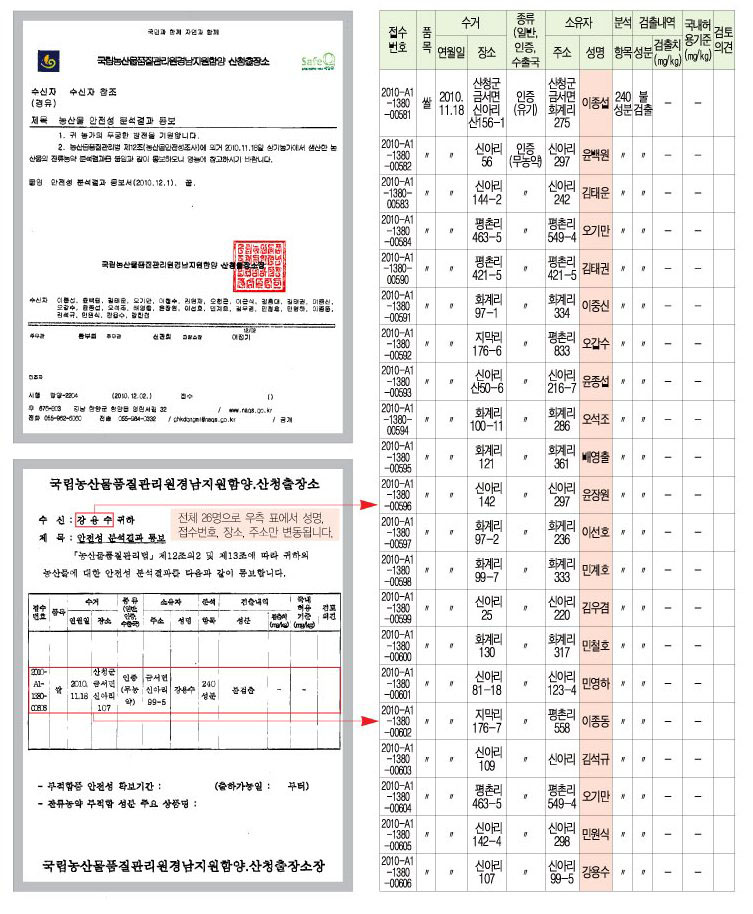 국민과 함께 자연과 함께
국립농산물품질관리원경남지원함양·산청출장소
SafeQ
수신자 수신자 참조
(경유)
제목 농산물 안전성 분석결과 통보
1. 귀 농가의 무궁한 발전을 기원합니다.
2. 농산물품질관리법 제12조(농산물안전성조사)에 의거 2010.11.18일 상기농가에서 생산한 농
산물의 잔류농약 분석결과를 붙임과 같이 통보하오니 영농에 참고하시기 바랍니다.
붙임 안전성 분석결과 통보서(2010.12.1). 끝.
국립농산물품질관리원경남지원함양·산청출장소장
수신자
시행 (2010.12.02.) 접수 ( )
/ www.naqs.go.kr
/ 공개
국립농산물품질관리원경남지원함양.산청출장소
수 신 : 강용수 귀하
제 목 : 안전성 분석결과 통보
전체 26명으로 우측 표에서 성명,
접수번호, 장소, 주소만 변동됩니다.
「농산물품질관리법」 제12조의2 및 제13조에 따라 귀하의
농산물에 대한 안전성 분석결과를 다음과 같이 통보합니다.
접수번호 품목 수거 연월일 장소 종류(일반,인증,수출국) 소유자 주소 성명 분석항목 검출내역 성분 검출치(mg/kg) 국내허용기준(mg/kg) 검토의견
2010-A1-1380-00606 쌀 2010.11.18 산청군 금서면 신아리 107 인증(무농약) 금서면 신아리 99-5 강용수 240성분 불검출 - -
- 부적합품 안전성 확보기간 : (출하가능일 : 부터)
- 잔류농약 부적합 성분 주요 상품명 :
국립농산물품질관리원경남지원함양.산청출장소장
접수번호 품목 수거 연월일 장소 종류(일반, 인증, 수출국) 소유자 주소 성명 분석항목 검출내역 성분 검출치(mg/kg) 국내허용기준(mg/kg) 검토의견
2010-A1-1380-00581 쌀 2010.11.18 산청군 금서면 신아리 산156-1 인증(유기) 산청군 금서면 화계리 275 이종섭 240성분 불검출 - -
2010-A1-1380-00582 〃 〃 신아리 56 인증(무농약) 신아리 297 윤백원 〃 〃 - -
2010-A1-1380-00583 〃 〃 신아리 144-2 〃 신아리 242 김태운 〃 〃 - -
2010-A1-1380-00584 〃 〃 평촌리 463-5 〃 평촌리 549-4 오기만 〃 〃 - -
2010-A1-1380-00590 〃 〃 평촌리 421-5 〃 평촌리 421-5 김태권 〃 〃 - -
2010-A1-1380-00591 〃 〃 화계리 97-1 〃 화계리 334 이중신 〃 〃 - -
2010-A1-1380-00592 〃 〃 지막리 176-6 〃 평촌리 833 오갑수 〃 〃 - -
2010-A1-1380-00593 〃 〃 신아리 산50-6 〃 신아리 216-7 윤종섭 〃 〃 - -
2010-A1-1380-00594 〃 〃 화계리 100-11 〃 화계리 286 오석조 〃 〃 - -
2010-A1-1380-00595 〃 〃 화계리 121 〃 화계리 361 배영출 〃 〃 - -
2010-A1-1380-00596 〃 〃 신아리 142 〃 신아리 297 윤장원 〃 〃 - -
2010-A1-1380-00597 〃 〃 화계리 97-2 〃 화계리 236 이선호 〃 〃 - -
2010-A1-1380-00598 〃 〃 화계리 99-7 〃 화계리 333 민계호 〃 〃 - -
2010-A1-1380-00599 〃 〃 신아리 25 〃 신아리 220 김우겸 〃 〃 - -
2010-A1-1380-00600 〃 〃 화계리 130 〃 화계리 317 민철호 〃 〃 - -
2010-A1-1380-00601 〃 〃 신아리 81-18 〃 신아리 123-4 민영하 〃 〃 - -
2010-A1-1380-00602 〃 〃 지막리 176-7 〃 평촌리 558 이종동 〃 〃 - -
2010-A1-1380-00603 〃 〃 신아리 109 〃 신아리 김석규 〃 〃 - -
2010-A1-1380-00604 〃 〃 평촌리 463-5 〃 평촌리 549-4 오기만 〃 〃 - -
2010-A1-1380-00605 〃 〃 신아리 142-4 〃 신아리 298 민원식 〃 〃 - -
2010-A1-1380-00606 〃 〃 신아리 107 〃 신아리 99-5 강용수 〃 〃 - -